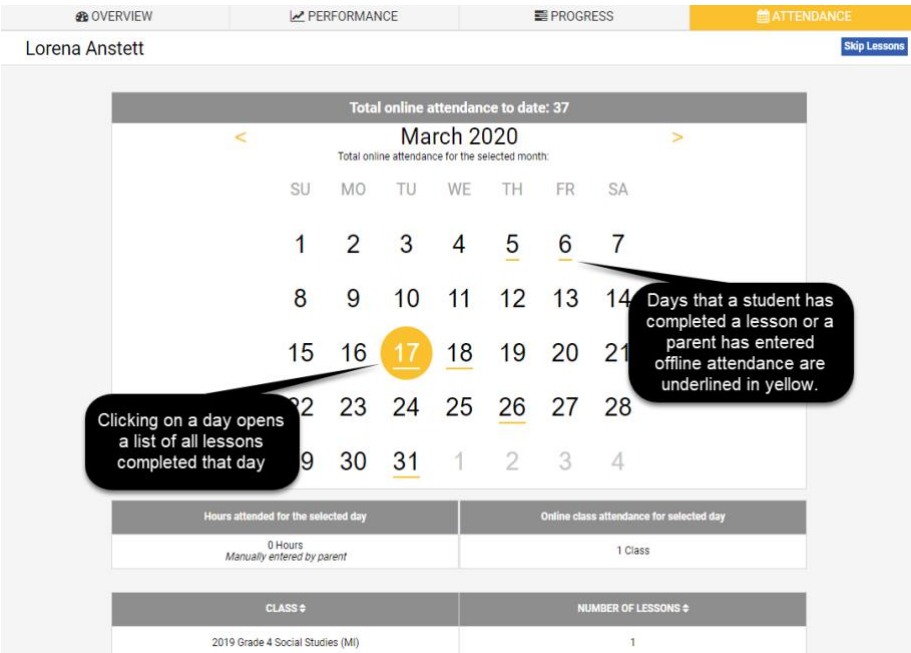 OVERVIEW PERFORMANCE PROGRESS ATTENDANCE
Lorena Anstett Skip Lessons
Total online attendance to date: 37
< March 2020 >
Total online attendance for the selected month:
SU MO TU WE TH FR SA
1 2 3 4 5 6 7
8 9 10 11 12 13 14
15 16 17 18 19 20 21
22 23 24 25 26 27 28
9 30 31 1 2 3 4
Days that a student has
completed a lesson or a
parent has entered
offline attendance are
underlined in yellow.
Clicking on a day opens
a list of all lessons
completed that day
Hours attended for the selected day Online class attendance for selected day
0 Hours 1 Class
Manually entered by parent
CLASS NUMBER OF LESSONS
2019 Grade 4 Social Studies (MI) 1